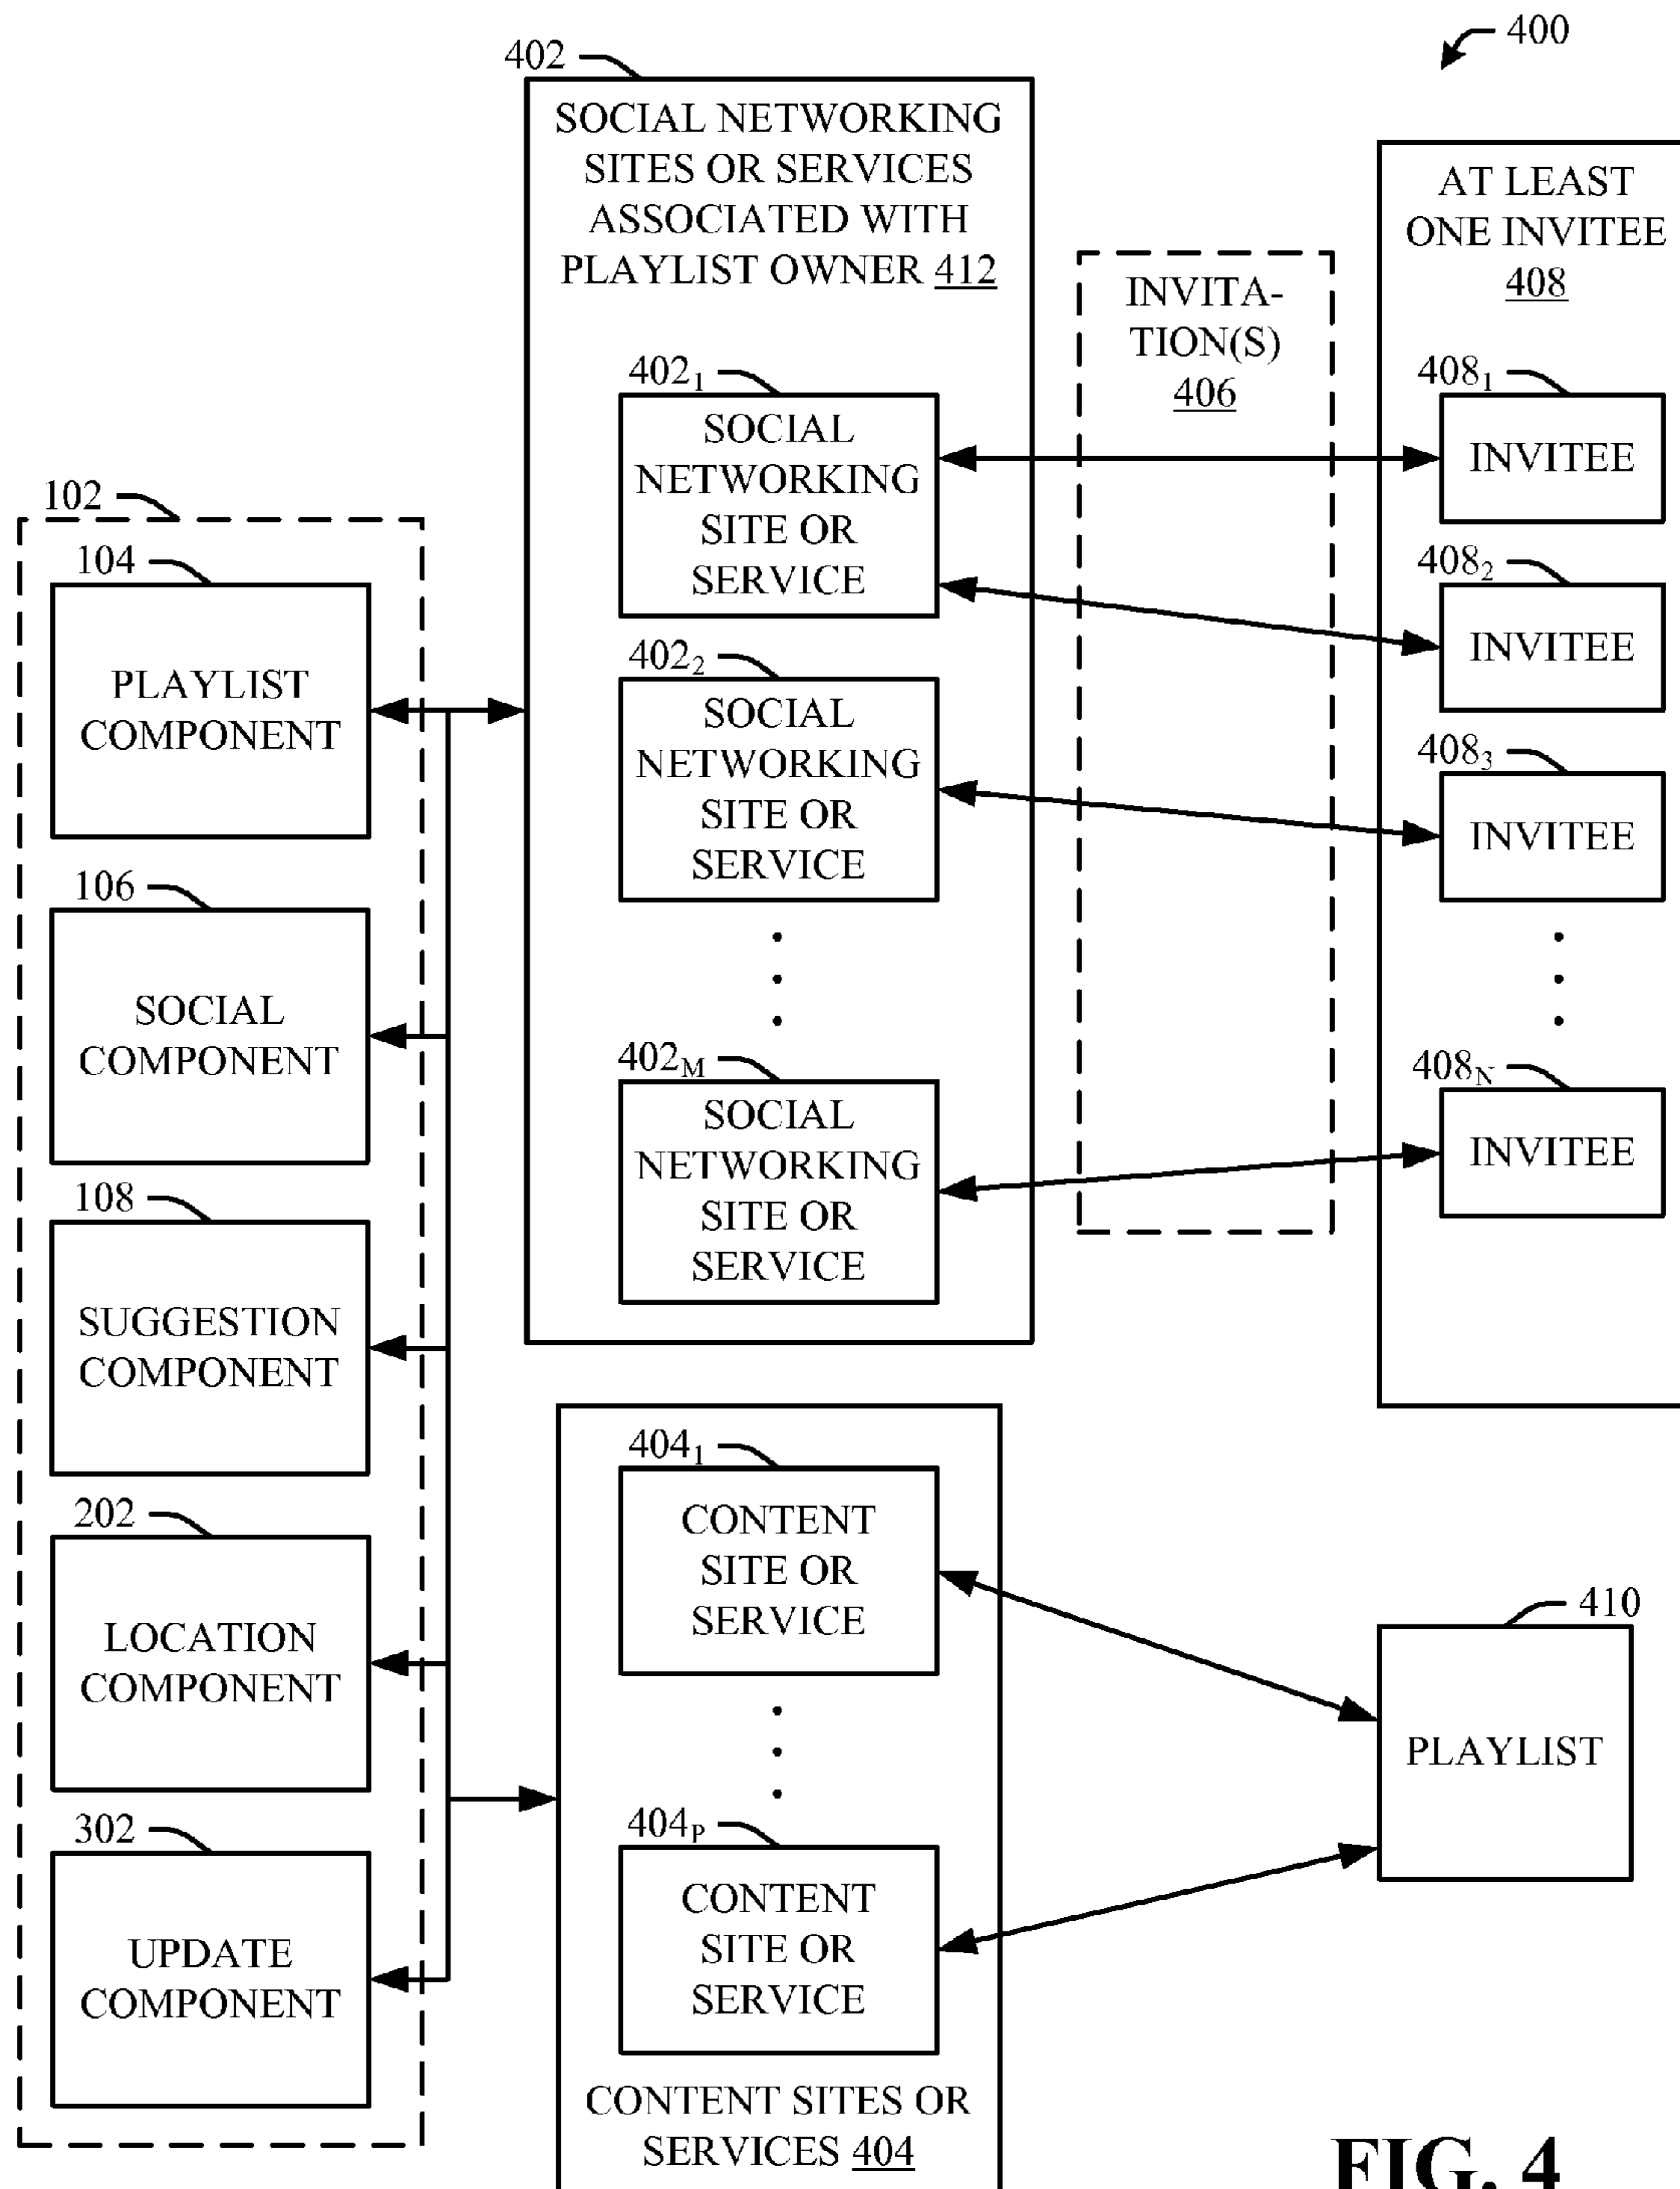 400
402
SOCIAL NETWORKING
SITES OR SERVICES
ASSOCIATED WITH
PLAYLIST OWNER 412
AT LEAST
ONE INVITEE
408
INVITA-
TION(S)
406
402₁
SOCIAL
NETWORKING
SITE OR
SERVICE
402₂
SOCIAL
NETWORKING
SITE OR
SERVICE
402M
SOCIAL
NETWORKING
SITE OR
SERVICE
408₁
INVITEE
408₂
INVITEE
408₃
INVITEE
408N
INVITEE
102
104
PLAYLIST
COMPONENT
106
SOCIAL
COMPONENT
108
SUGGESTION
COMPONENT
202
LOCATION
COMPONENT
302
UPDATE
COMPONENT
404₁
CONTENT
SITE OR
SERVICE
404P
CONTENT
SITE OR
SERVICE
CONTENT SITES OR
SERVICES 404
410
PLAYLIST
FIG. 4